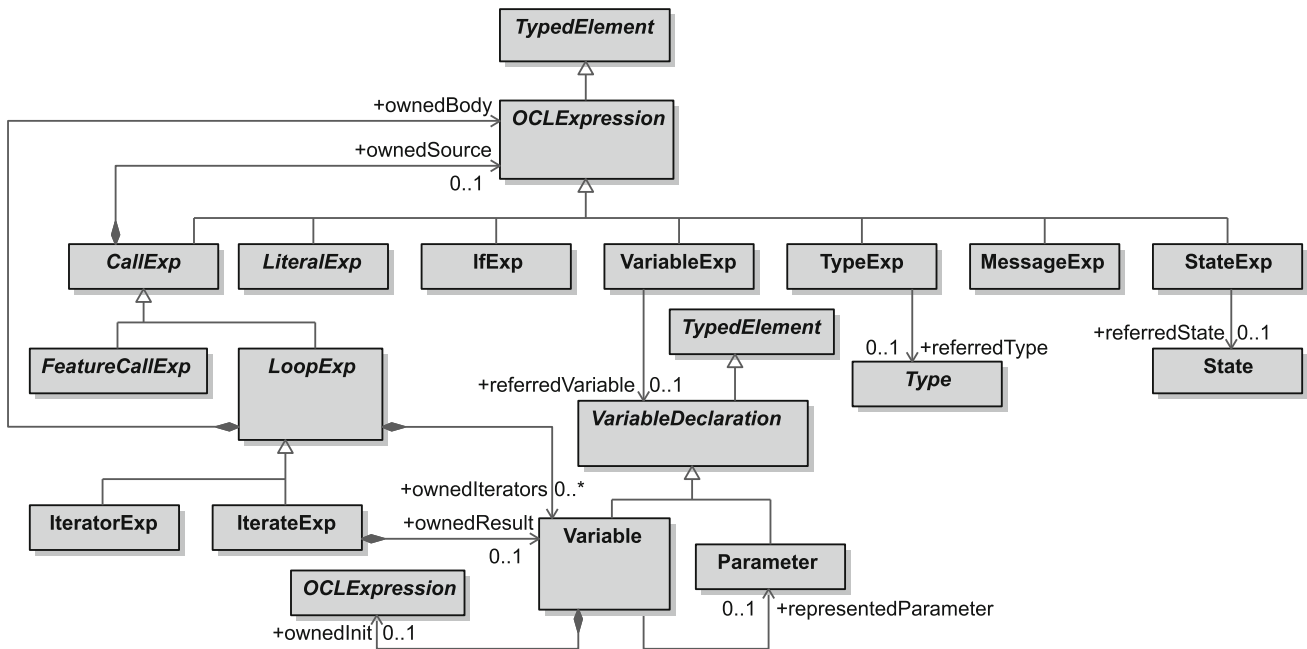 TypedElement
+ownedBody
OCLExpression
+ownedSource
0..1
CallExp
LiteralExp
IfExp
VariableExp
TypeExp
MessageExp
StateExp
TypedElement
+referredState 0..1
0..1 +referredType
FeatureCallExp
LoopExp
State
Type
+referredVariable 0..1
VariableDeclaration
+ownedIterators 0..*
IteratorExp
IterateExp
+ownedResult
0..1
Variable
Parameter
OCLExpression
0..1 +representedParameter
+ownedInit 0..1